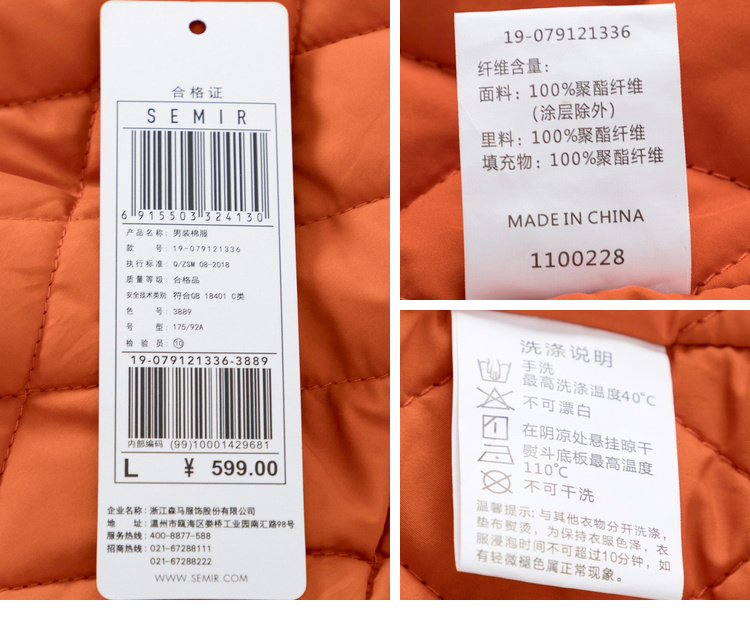 合格证
SEMIR
6 915503 324130
产品名称: 男装棉服
款 号: 19-079121336
执行标准: Q/ZSM 08-2018
质量等级: 合格品
安全技术类别 符合GB 18401 C类
色 号: 3889
号 型: 175/92A
检 验 员: ⑩
19-079121336-3889
内部编码 (99)10001429681
L ¥ 599.00
企业名称: 浙江森马服饰股份有限公司
地 址: 温州市瓯海区娄桥工业园南汇路98号
服务热线: 400-8877-588
招商热线: 021-67288111
021-67288222
WWW.SEMIR.COM
19-079121336
纤维含量:
面料: 100%聚酯纤维
(涂层除外)
里料: 100%聚酯纤维
填充物: 100%聚酯纤维
MADE IN CHINA
1100228
洗涤说明
手洗
最高洗涤温度40℃
不可漂白
在阴凉处悬挂晾干
熨斗底板最高温度
110℃
不可干洗
温馨提示: 与其他衣物分开洗涤,
垫布熨烫, 为保持衣服色泽, 衣
服浸泡时间不可超过10分钟, 如
有轻微褪色属正常现象。